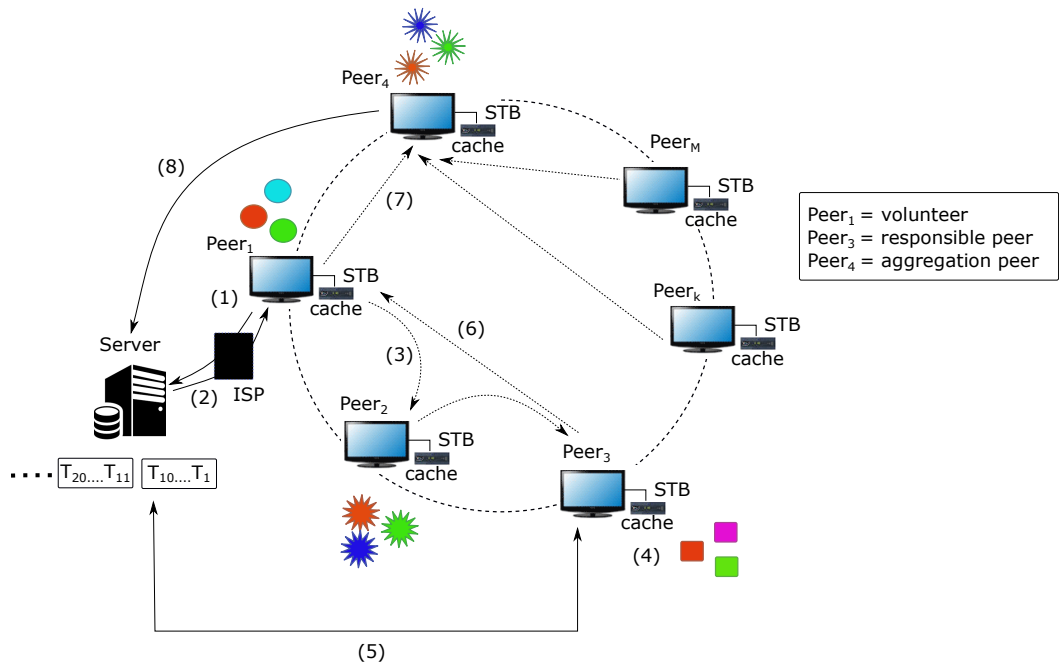 Peer₄
STB
cache
(8)
(7)
Peer_M
STB
cache
Peer₁ = volunteer
Peer₃ = responsible peer
Peer₄ = aggregation peer
Peer₁
STB
cache
(1)
Peer_k
STB
cache
(6)
Server
(3)
(2)
ISP
Peer₂
STB
cache
Peer₃
STB
cache
T₂₀....T₁₁
T₁₀....T₁
(4)
(5)